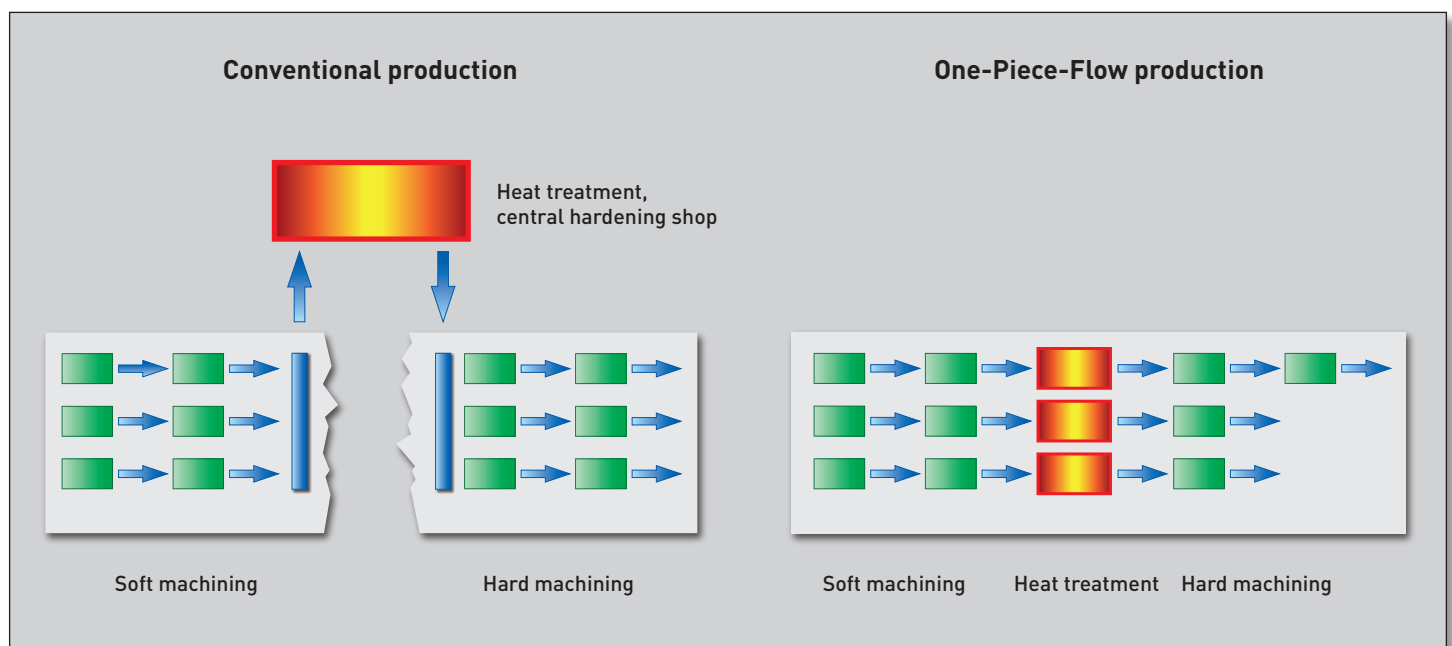 Conventional production
One-Piece-Flow production
Heat treatment,
central hardening shop
Soft machining
Hard machining
Soft machining
Heat treatment
Hard machining